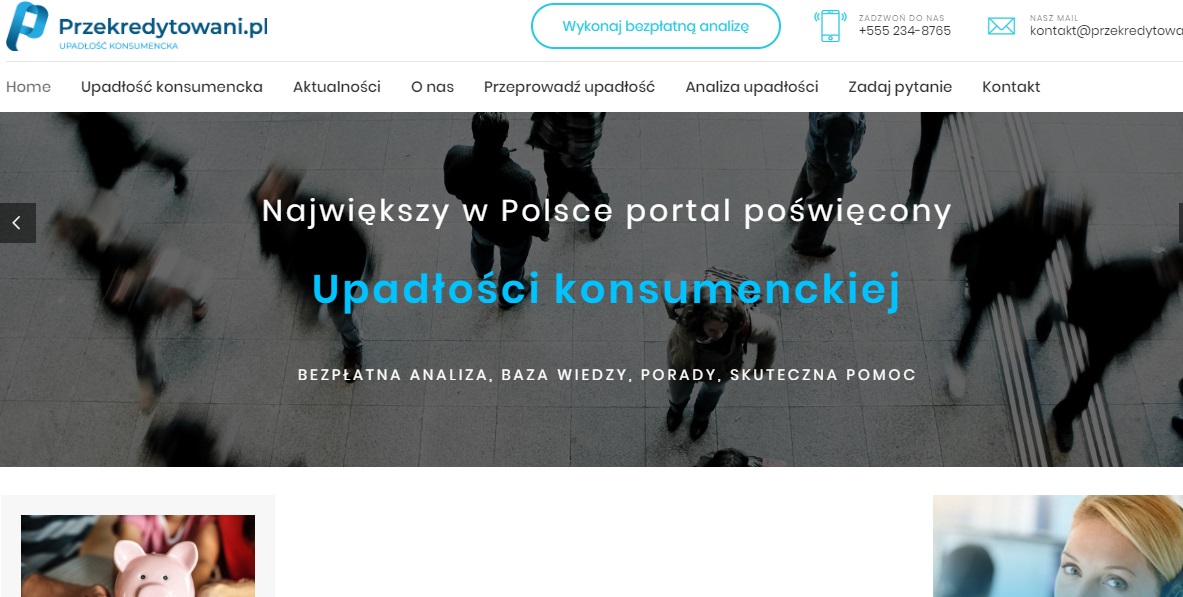 Przekredytowani.pl
UPADŁOŚĆ KONSUMENCKA
Wykonaj bezpłatną analizę
ZADZWOŃ DO NAS
+555 234-8765
NASZ MAIL
kontakt@przekredytowa
Home Upadłość konsumencka Aktualności O nas Przeprowadź upadłość Analiza upadłości Zadaj pytanie Kontakt
Największy w Polsce portal poświęcony
Upadłości konsumenckiej
BEZPŁATNA ANALIZA, BAZA WIEDZY, PORADY, SKUTECZNA POMOC